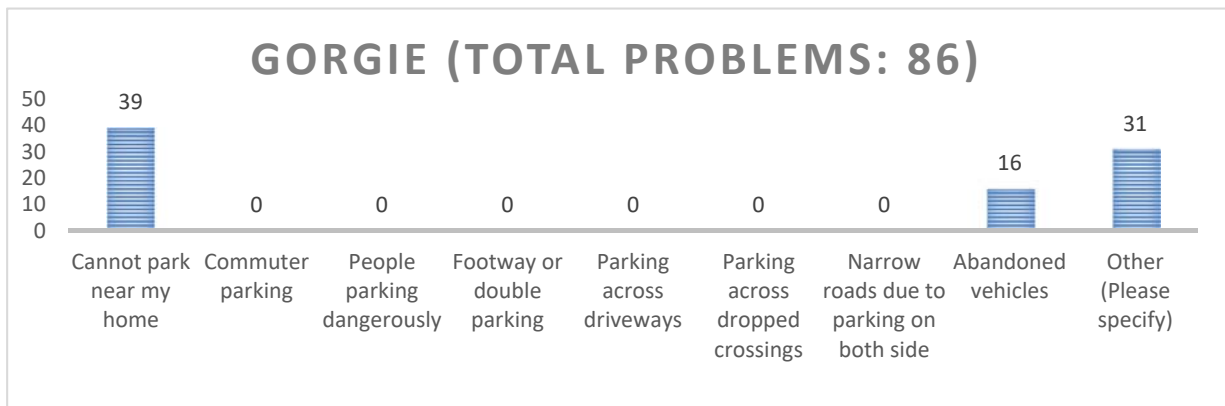 GORGIE (TOTAL PROBLEMS: 86)
50
40
30
20
10
0
39
0
0
0
0
0
0
16
31
Cannot park
near my
home
Commuter
parking
People
parking
dangerously
Footway or
double
parking
Parking
across
driveways
Parking
across
dropped
crossings
Narrow
roads due to
parking on
both side
Abandoned
vehicles
Other
(Please
specify)